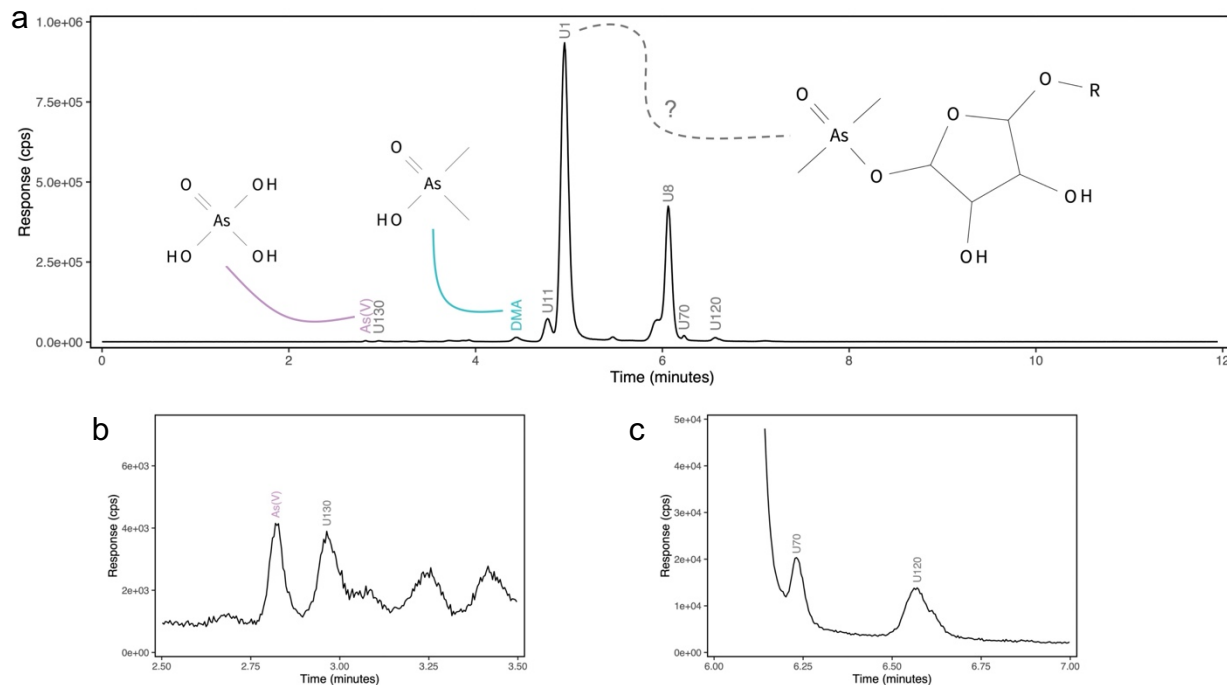 a
Response (cps)
1.0e+06
7.5e+05
5.0e+05
2.5e+05
0.0e+00
0
2
4
6
8
10
12
Time (minutes)
O
As
OH
HO
OH
As(V)
U130
O
As
HO
DMA
U11
U1
?
U8
U70
U120
O
As
O
O
O
R
OH
OH
b
Response (cps)
6e+03
4e+03
2e+03
0e+00
As(V)
U130
2.50
2.75
3.00
3.25
3.50
Time (minutes)
c
Response (cps)
5e+04
4e+04
3e+04
2e+04
1e+04
0e+00
U70
U120
6.00
6.25
6.50
6.75
7.00
Time (minutes)